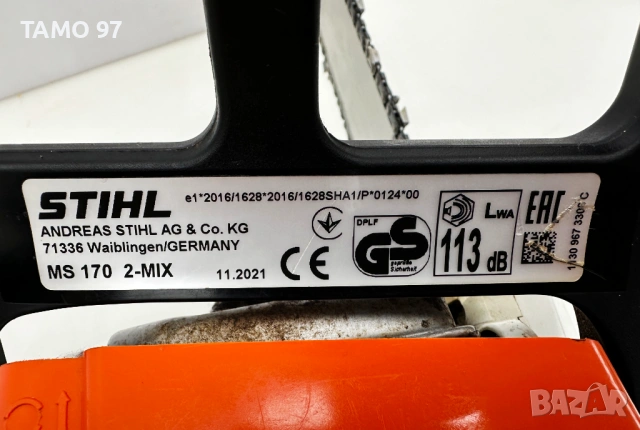 TAMO 97
STIHL
e1*2016/1628*2016/1628SHA1/P*0124*00
ANDREAS STIHL AG & Co. KG
71336 Waiblingen/GERMANY
MS 170 2-MIX
11.2021
CE
DPLF
GS
geprüfte
Sicherheit
LWA
113 dB
EAC
BAZAR